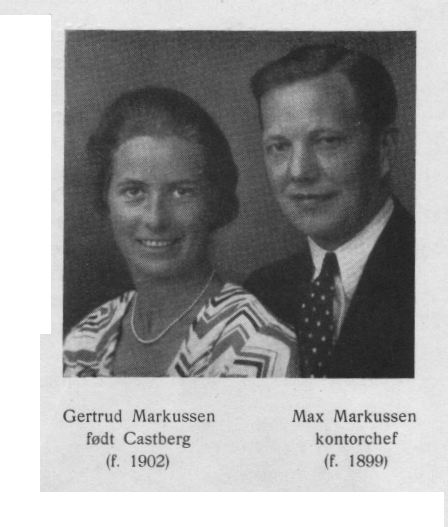 Gertrud Markussen
født Castberg
(f. 1902)
Max Markussen
kontorchef
(f. 1899)